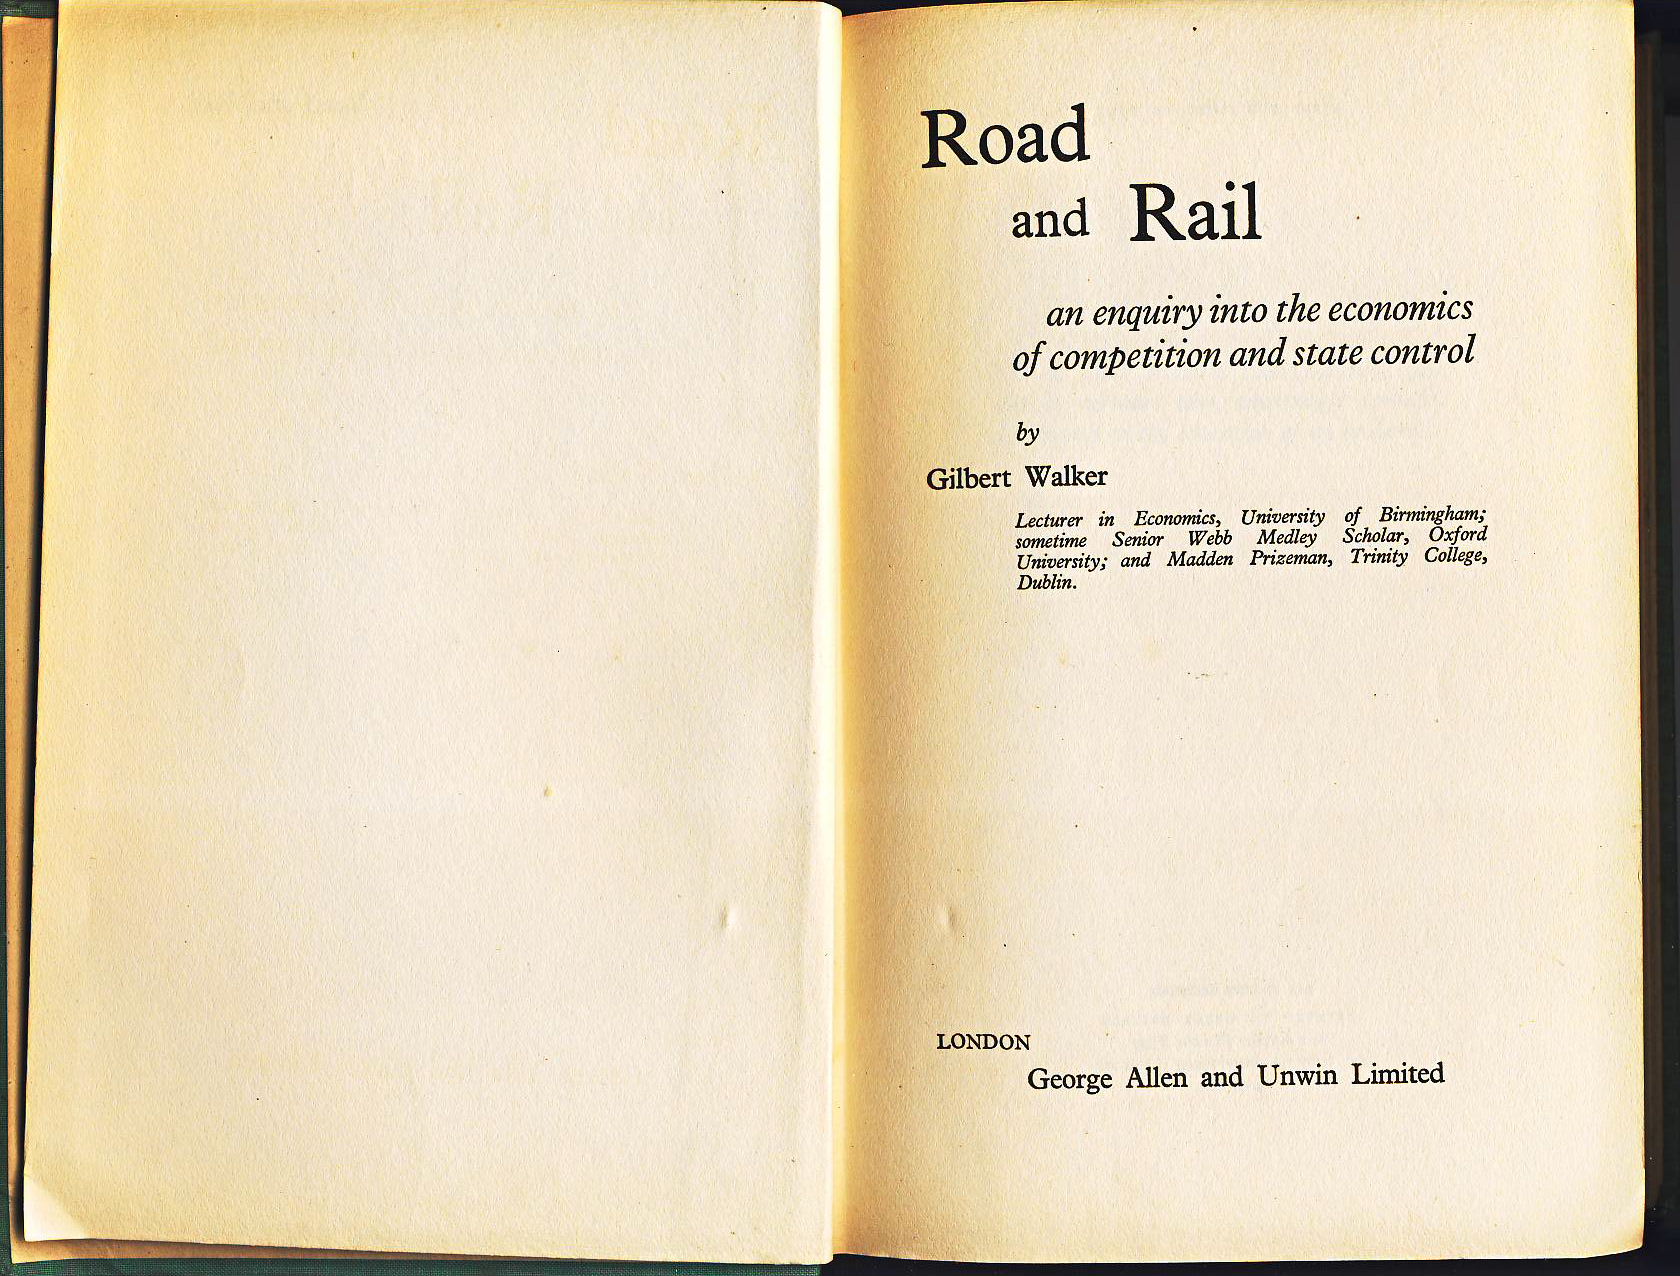 Road
and Rail
an enquiry into the economics
of competition and state control
by
Gilbert Walker
Lecturer in Economics, University of Birmingham;
sometime Senior Webb Medley Scholar, Oxford
University; and Madden Prizeman, Trinity College,
Dublin.
LONDON
George Allen and Unwin Limited